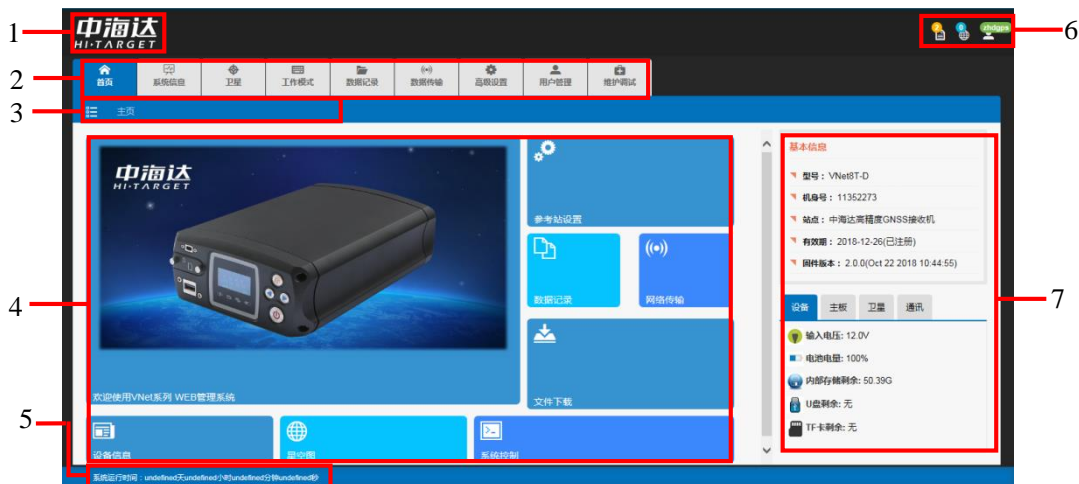 1
中海达
HI·TARGET
2
0
zhdgps
6
2
首页 系统信息 卫星 工作模式 数据记录 数据传输 高级设置 用户管理 维护调试
3
主页
4
中海达
HI·TARGET
欢迎使用VNet系列 WEB管理系统
参考站设置
数据记录
网络传输
文件下载
设备信息
星空图
系统控制
基本信息
型号： VNet8T-D
机身号： 11352273
站点： 中海达高精度GNSS接收机
有效期： 2018-12-26(已注册)
固件版本： 2.0.0(Oct 22 2018 10:44:55)
7
设备 主板 卫星 通讯
输入电压: 12.0V
电池电量: 100%
内部存储剩余: 50.39G
U盘剩余: 无
TF卡剩余: 无
5
系统运行时间：undefined天undefined小时undefined分钟undefined秒